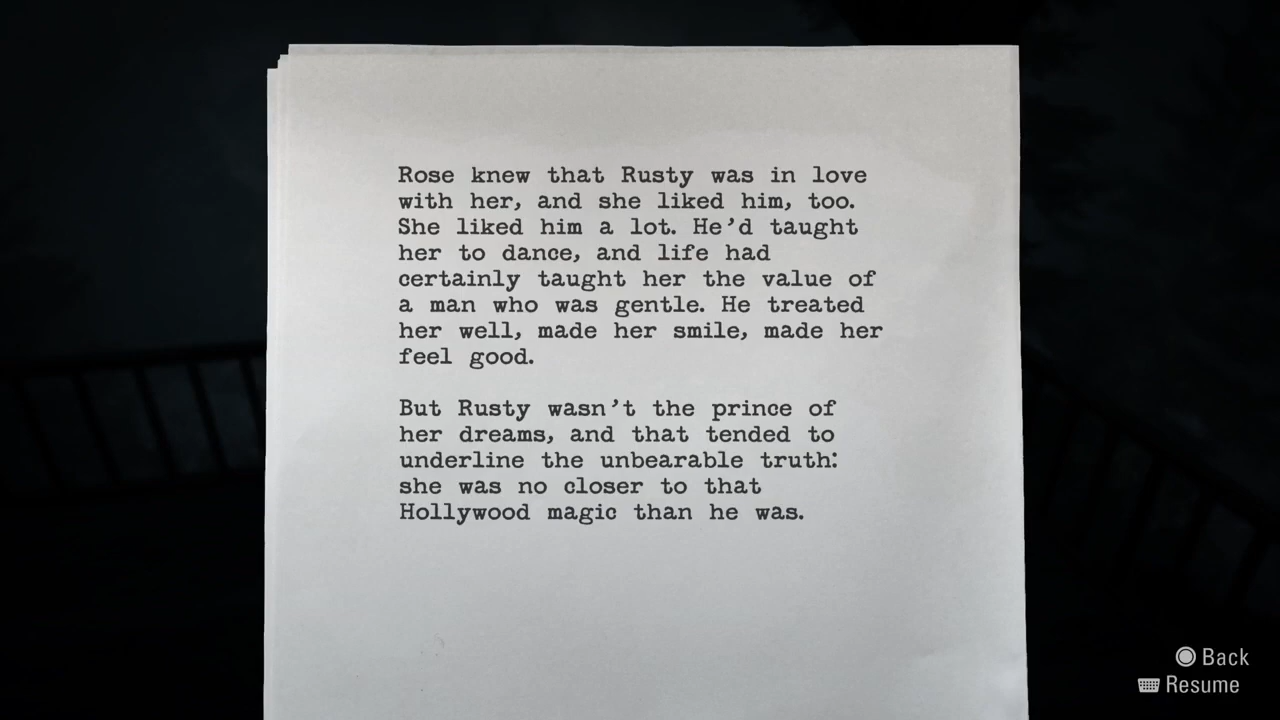 Rose knew that Rusty was in love
with her, and she liked him, too.
She liked him a lot. He’d taught
her to dance, and life had
certainly taught her the value of
a man who was gentle. He treated
her well, made her smile, made her
feel good.
But Rusty wasn’t the prince of
her dreams, and that tended to
underline the unbearable truth:
she was no closer to that
Hollywood magic than he was.
Back
Resume